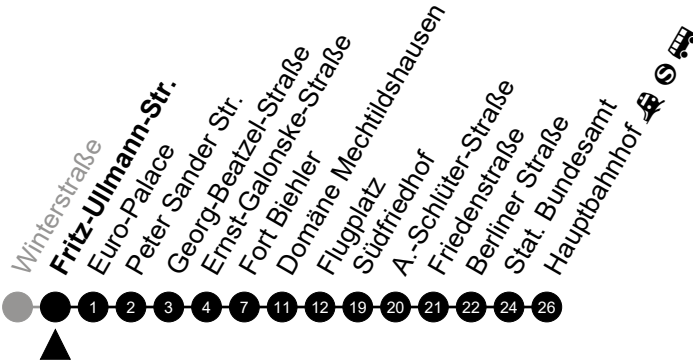 Winterstraße
Fritz-Ullmann-Str.
Euro-Palace
Peter Sander Str.
Georg-Beatzel-Straße
Ernst-Galonske-Straße
Fort Biehler
Domäne Mechtildshausen
Flugplatz
Südfriedhof
A.-Schlüter-Straße
Friedenstraße
Berliner Straße
Stat. Bundesamt
Hauptbahnhof S
1 2 3 4 7 11 12 19 20 21 22 24 26